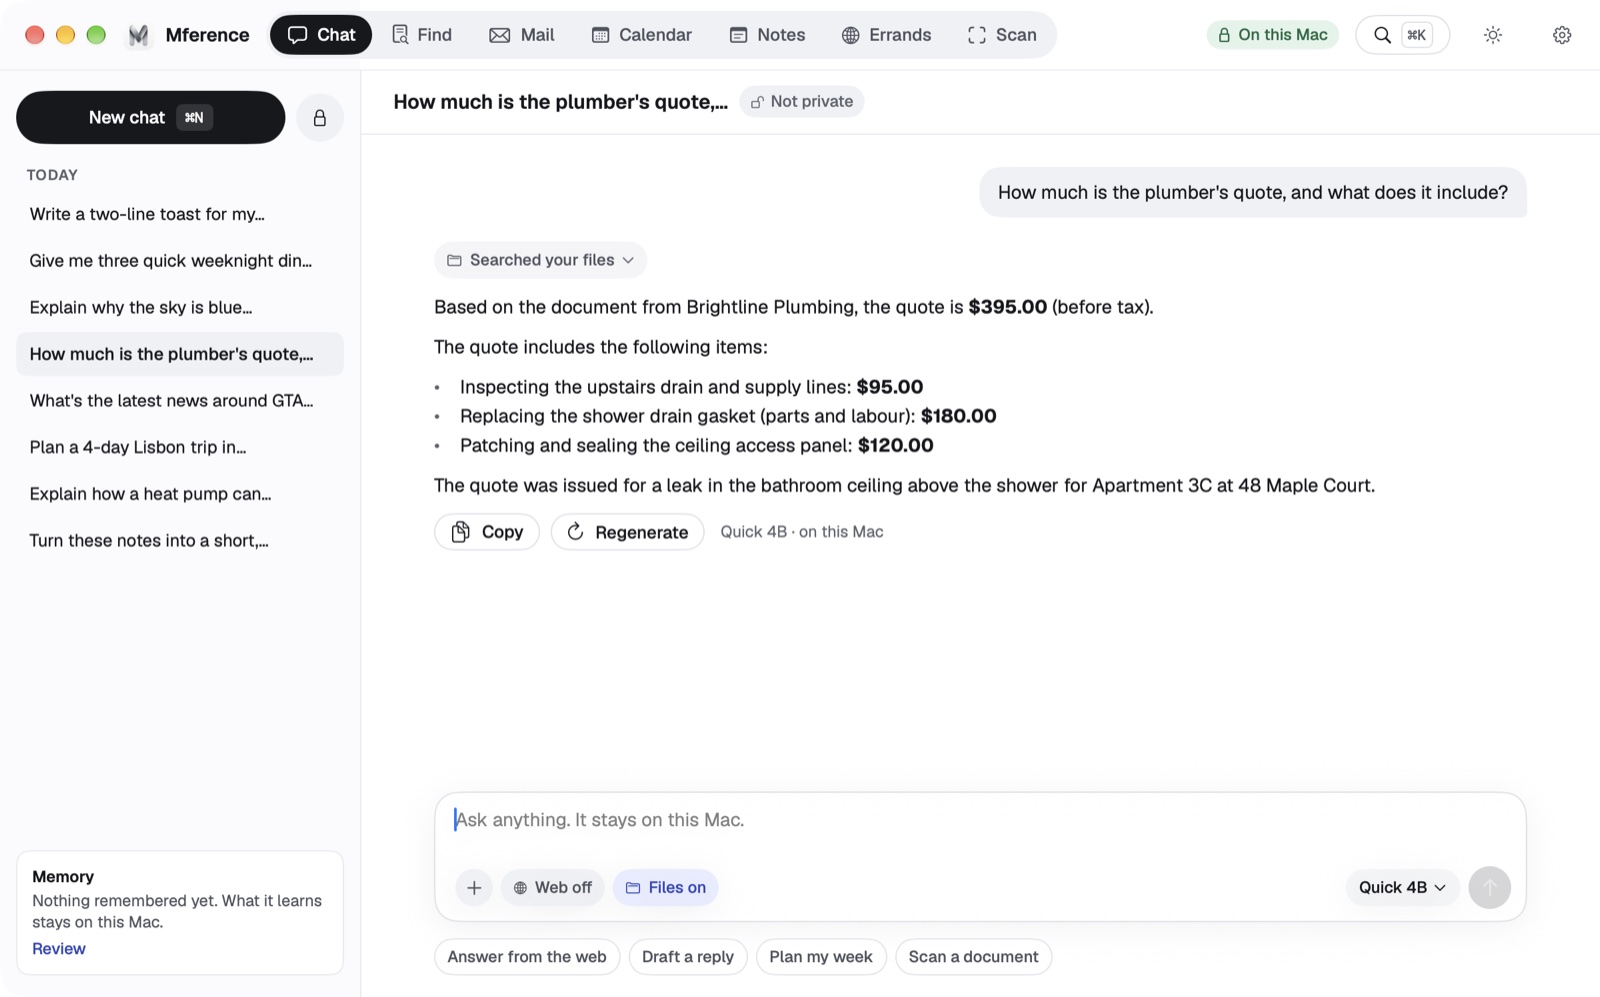 Mference
Chat
Find
Mail
Calendar
Notes
Errands
Scan
On this Mac
⌘K
New chat ⌘N
TODAY
Write a two-line toast for my...
Give me three quick weeknight din...
Explain why the sky is blue...
How much is the plumber's quote,...
What's the latest news around GTA...
Plan a 4-day Lisbon trip in...
Explain how a heat pump can...
Turn these notes into a short,...
Memory
Nothing remembered yet. What it learns
stays on this Mac.
Review
How much is the plumber's quote,... Not private
How much is the plumber's quote, and what does it include?
Searched your files
Based on the document from Brightline Plumbing, the quote is $395.00 (before tax).
The quote includes the following items:
• Inspecting the upstairs drain and supply lines: $95.00
• Replacing the shower drain gasket (parts and labour): $180.00
• Patching and sealing the ceiling access panel: $120.00
The quote was issued for a leak in the bathroom ceiling above the shower for Apartment 3C at 48 Maple Court.
Copy Regenerate Quick 4B · on this Mac
Ask anything. It stays on this Mac.
Web off Files on Quick 4B
Answer from the web Draft a reply Plan my week Scan a document